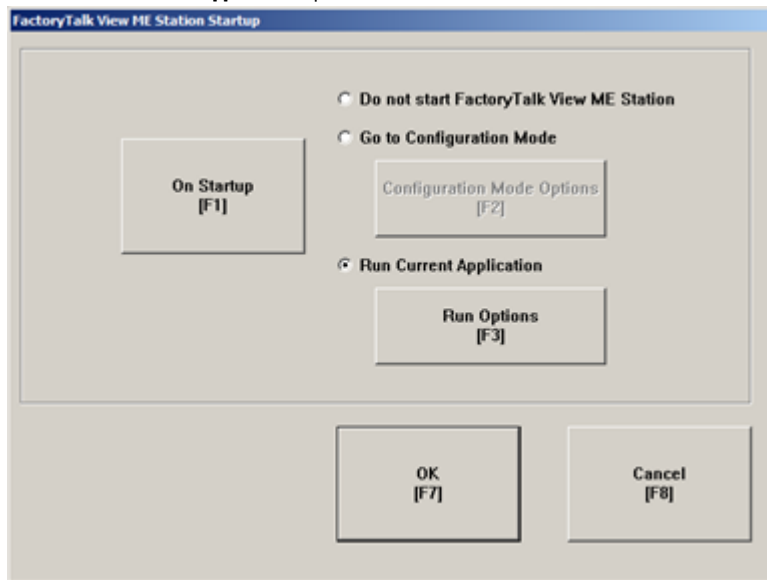 FactoryTalk View ME Station Startup
Do not start FactoryTalk View ME Station
Go to Configuration Mode
On Startup
[F1]
Configuration Mode Options
[F2]
Run Current Application
Run Options
[F3]
OK
[F7]
Cancel
[F8]